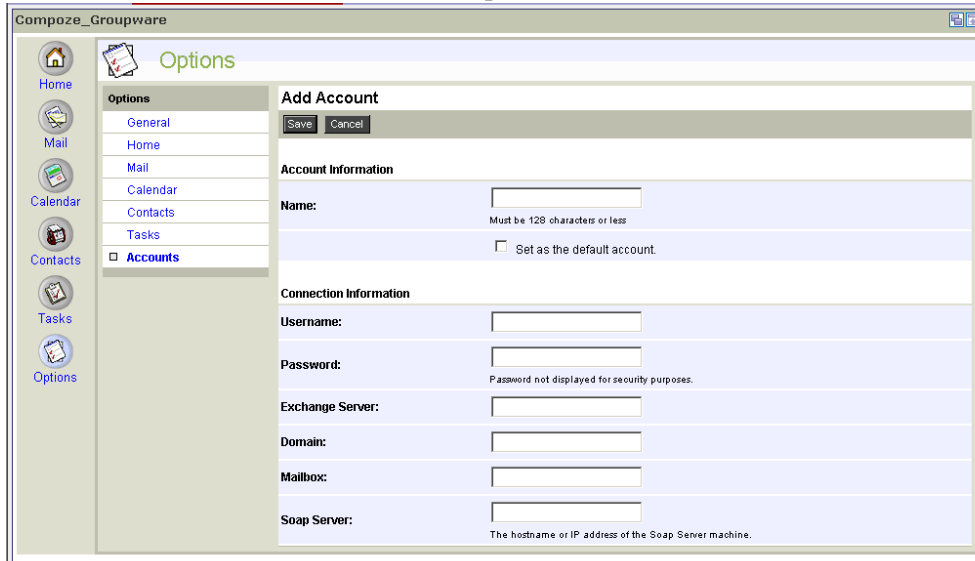 Compoze_Groupware
Home
Mail
Calendar
Contacts
Tasks
Options
Options
Options
General
Home
Mail
Calendar
Contacts
Tasks
Accounts
Add Account
Save Cancel
Account Information
Name:
Must be 128 characters or less
Set as the default account.
Connection Information
Username:
Password:
Password not displayed for security purposes.
Exchange Server:
Domain:
Mailbox:
Soap Server:
The hostname or IP address of the Soap Server machine.